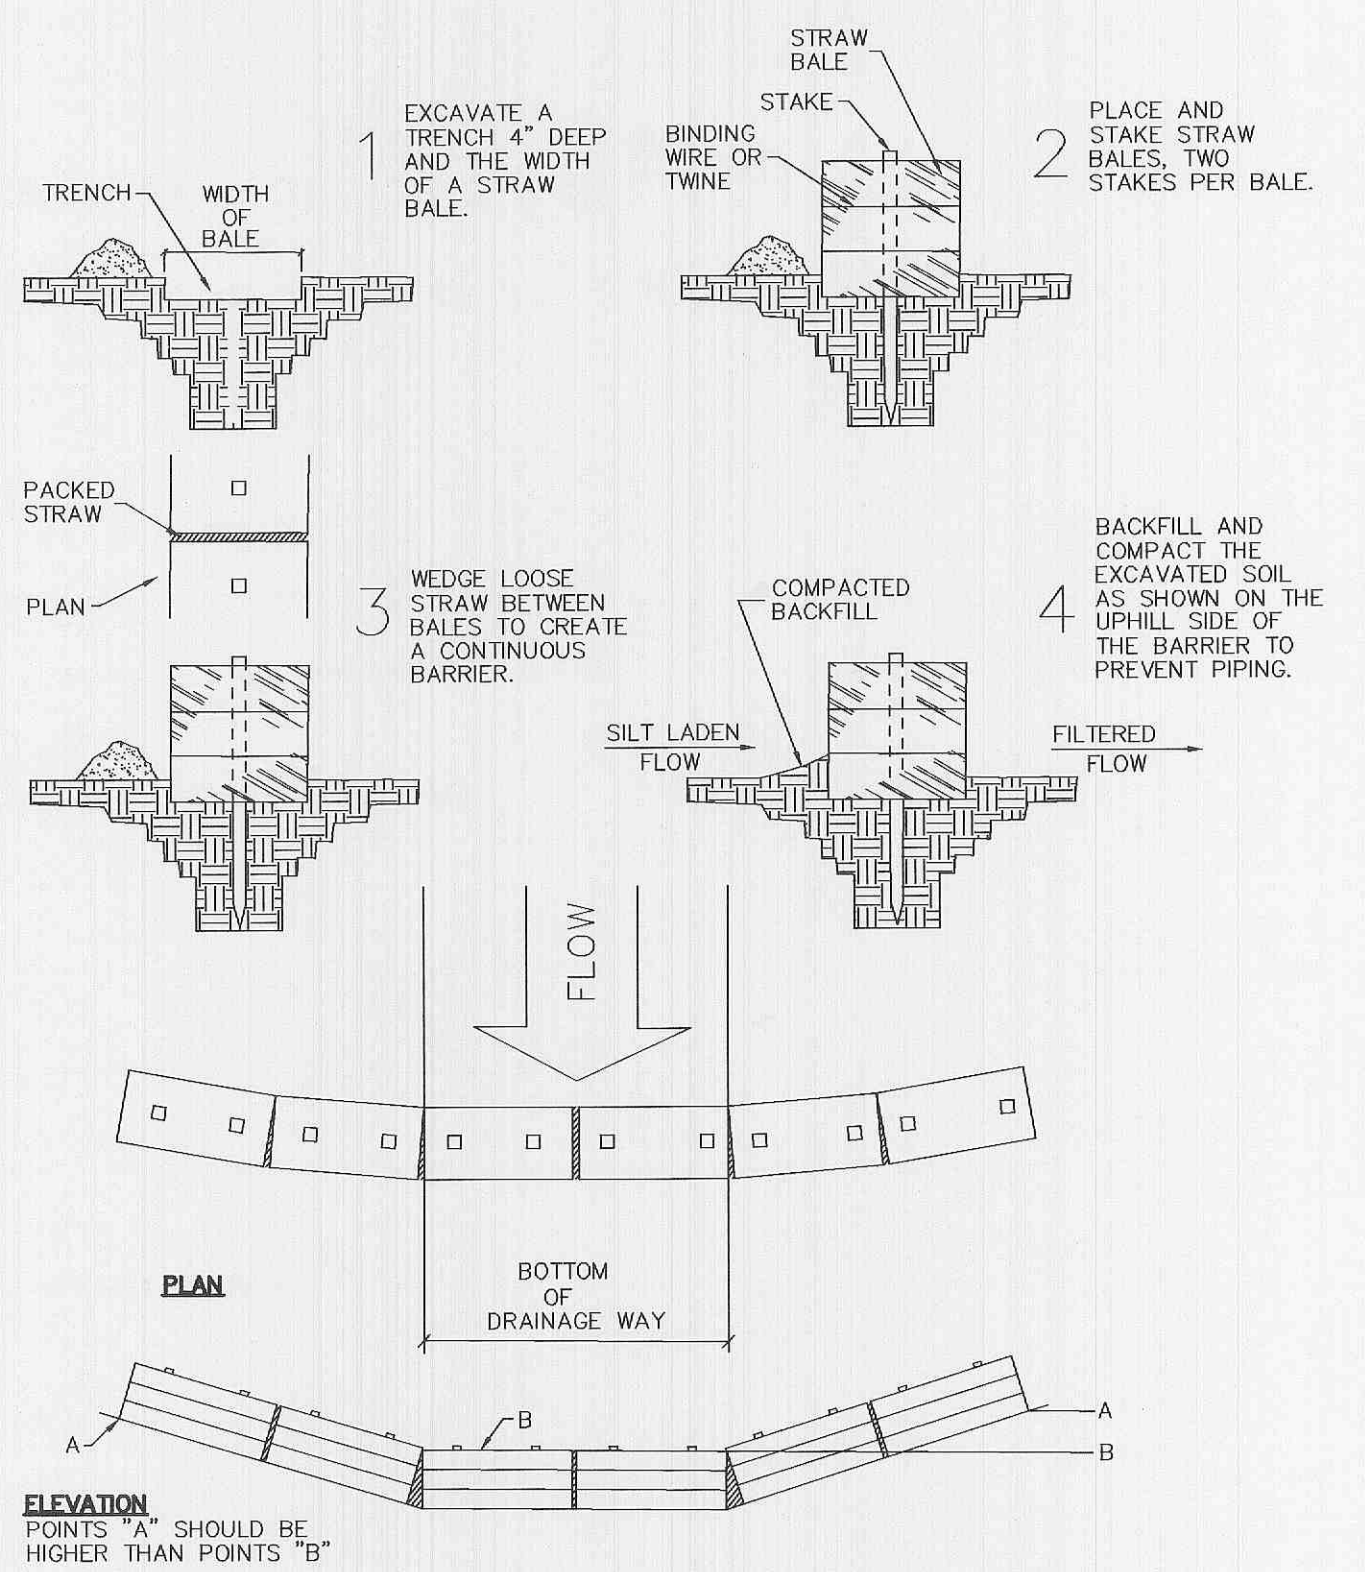 1
EXCAVATE A
TRENCH 4" DEEP
AND THE WIDTH
OF A STRAW
BALE.
TRENCH
WIDTH
OF
BALE
STRAW
BALE
STAKE
BINDING
WIRE OR
TWINE
2
PLACE AND
STAKE STRAW
BALES, TWO
STAKES PER BALE.
PACKED
STRAW
PLAN
3
WEDGE LOOSE
STRAW BETWEEN
BALES TO CREATE
A CONTINUOUS
BARRIER.
COMPACTED
BACKFILL
4
BACKFILL AND
COMPACT THE
EXCAVATED SOIL
AS SHOWN ON THE
UPHILL SIDE OF
THE BARRIER TO
PREVENT PIPING.
SILT LADEN
FLOW
FILTERED
FLOW
FLOW
PLAN
BOTTOM
OF
DRAINAGE WAY
A
B
A
B
ELEVATION
POINTS "A" SHOULD BE
HIGHER THAN POINTS "B"